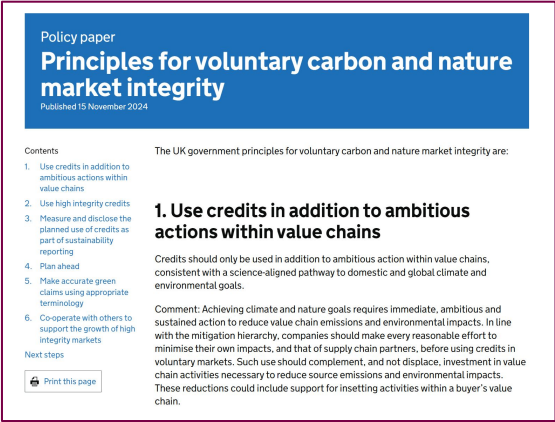 Policy paper
Principles for voluntary carbon and nature
market integrity
Published 15 November 2024
Contents
1. Use credits in addition to
ambitious actions within
value chains
2. Use high integrity credits
3. Measure and disclose the
planned use of credits as
part of sustainability
reporting
4. Plan ahead
5. Make accurate green
claims using appropriate
terminology
6. Co-operate with others to
support the growth of high
integrity markets
Next steps
Print this page
The UK government principles for voluntary carbon and nature market integrity are:
1. Use credits in addition to ambitious
actions within value chains
Credits should only be used in addition to ambitious action within value chains,
consistent with a science-aligned pathway to domestic and global climate and
environmental goals.
Comment: Achieving climate and nature goals requires immediate, ambitious and
sustained action to reduce value chain emissions and environmental impacts. In line
with the mitigation hierarchy, companies should make every reasonable effort to
minimise their own impacts, and that of supply chain partners, before using credits in
voluntary markets. Such use should complement, and not displace, investment in value
chain activities necessary to reduce source emissions and environmental impacts.
These reductions could include support for insetting activities within a buyer's value
chain.